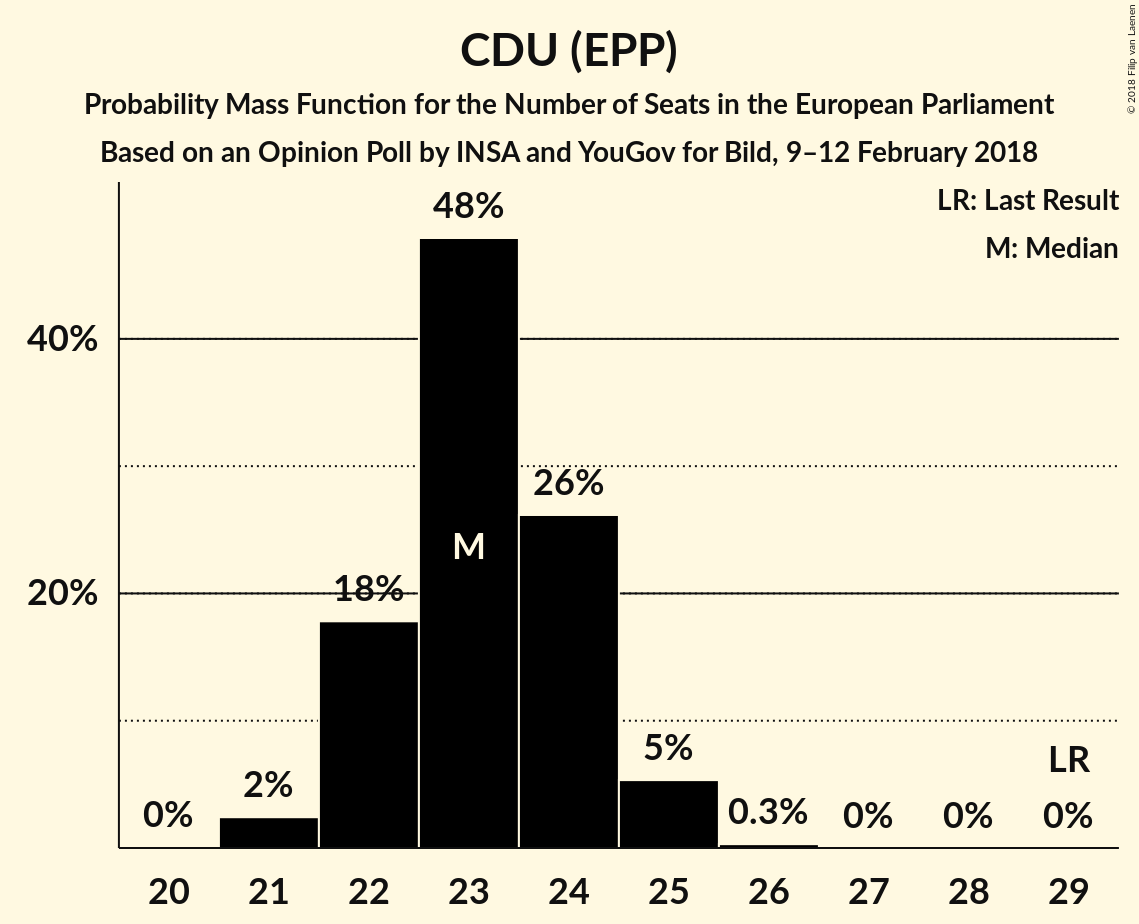 CDU (EPP)
Probability Mass Function for the Number of Seats in the European Parliament
Based on an Opinion Poll by INSA and YouGov for Bild, 9–12 February 2018
© 2018 Filip van Laenen
LR: Last Result
M: Median
48%
40%
26%
M
20%
18%
5%
LR
2%
0%
0.3%
0%
0%
0%
20 21 22 23 24 25 26 27 28 29